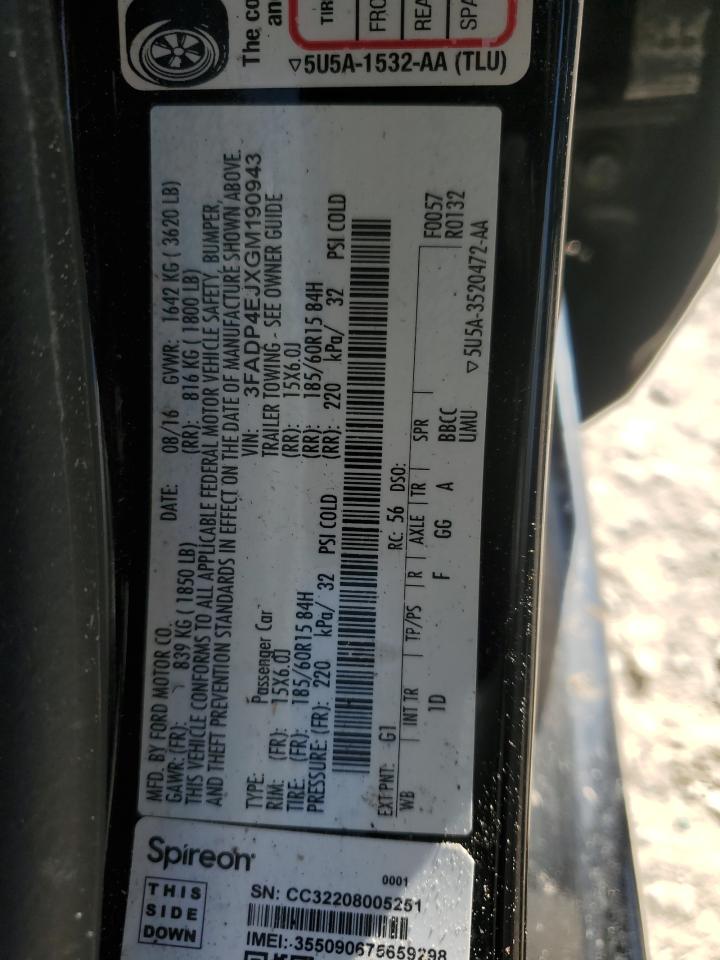 The co
an
TIR
FRO
REA
SPA
▽5U5A-1532-AA (TLU)
MFD. BY FORD MOTOR CO. DATE: 08/16 GVWR: 1642 KG ( 3620 LB)
GAWR: (FR): 839 KG ( 1850 LB) (RR): 816 KG ( 1800 LB)
THIS VEHICLE CONFORMS TO ALL APPLICABLE FEDERAL MOTOR VEHICLE SAFETY, BUMPER,
AND THEFT PREVENTION STANDARDS IN EFFECT ON THE DATE OF MANUFACTURE SHOWN ABOVE.
VIN: 3FADP4EJXGM190943
TYPE: Passenger Car TRAILER TOWING - SEE OWNER GUIDE
RIM: (FR): 15X6.0J (RR): 15X6.0J
TIRE: (FR): 185/60R15 84H (RR): 185/60R15 84H
PRESSURE (FR): 220 kPa/ 32 PSI COLD (RR): 220 kPa/ 32 PSI COLD
EXT PNT: G1 RC: 56 DSO: F0057
R0132
WB INT TR TP/PS R AXLE TR SPR
1D F GG A BBCC
UMU
▽5U5A-3520472-AA
Spireon
THIS
SIDE
DOWN
0001
SN: CC32208005251
IMEI: 355090675659298